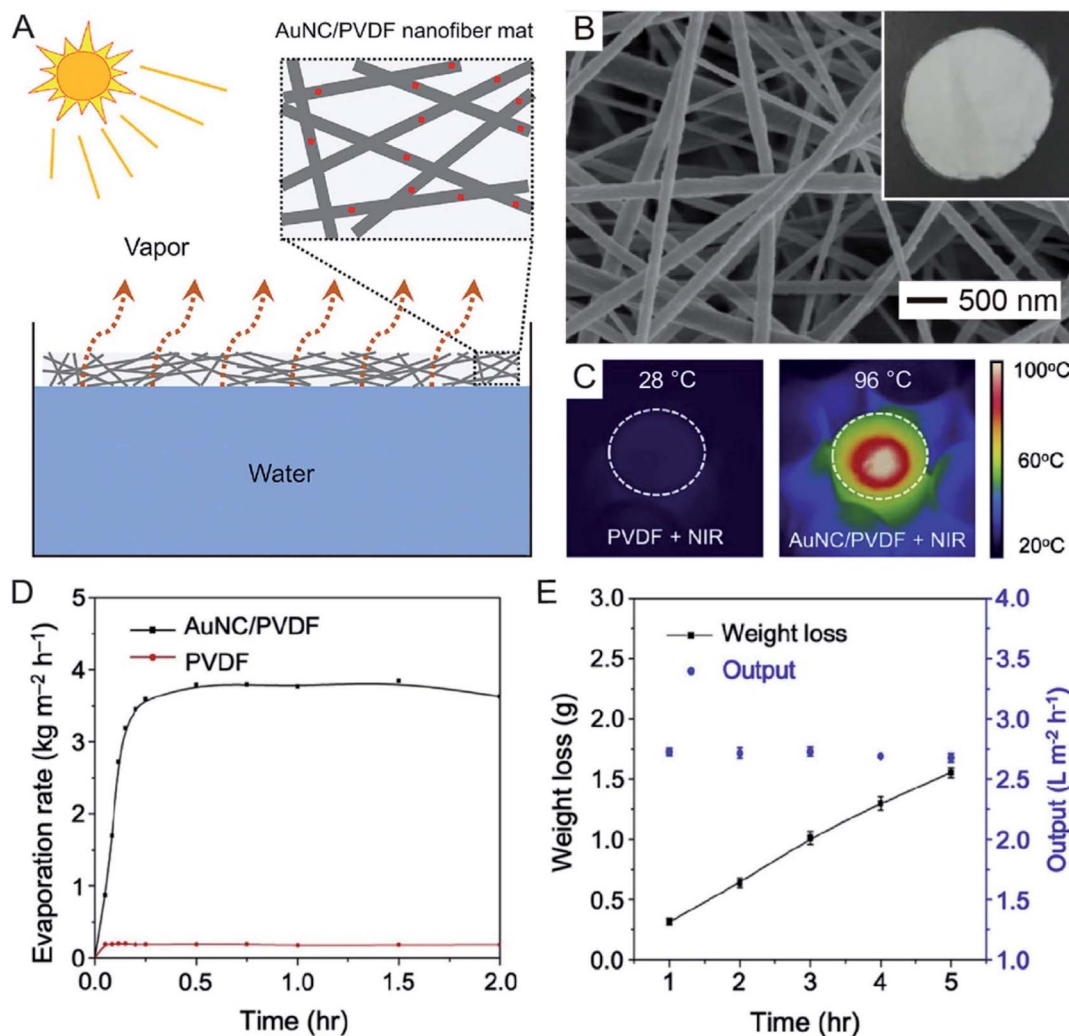 A
AuNC/PVDF nanofiber mat
Vapor
Water
B
500 nm
C
28 °C
PVDF + NIR
96 °C
AuNC/PVDF + NIR
100°C
60°C
20°C
D
Evaporation rate (kg m⁻² h⁻¹)
5
4
3
2
1
0
AuNC/PVDF
PVDF
0.0 0.5 1.0 1.5 2.0
Time (hr)
E
Weight loss (g)
3.0
2.5
2.0
1.5
1.0
0.5
0.0
Weight loss
Output
4.0
3.5
3.0
2.5
2.0
1.5
1.0
Output (L m⁻² h⁻¹)
1 2 3 4 5
Time (hr)